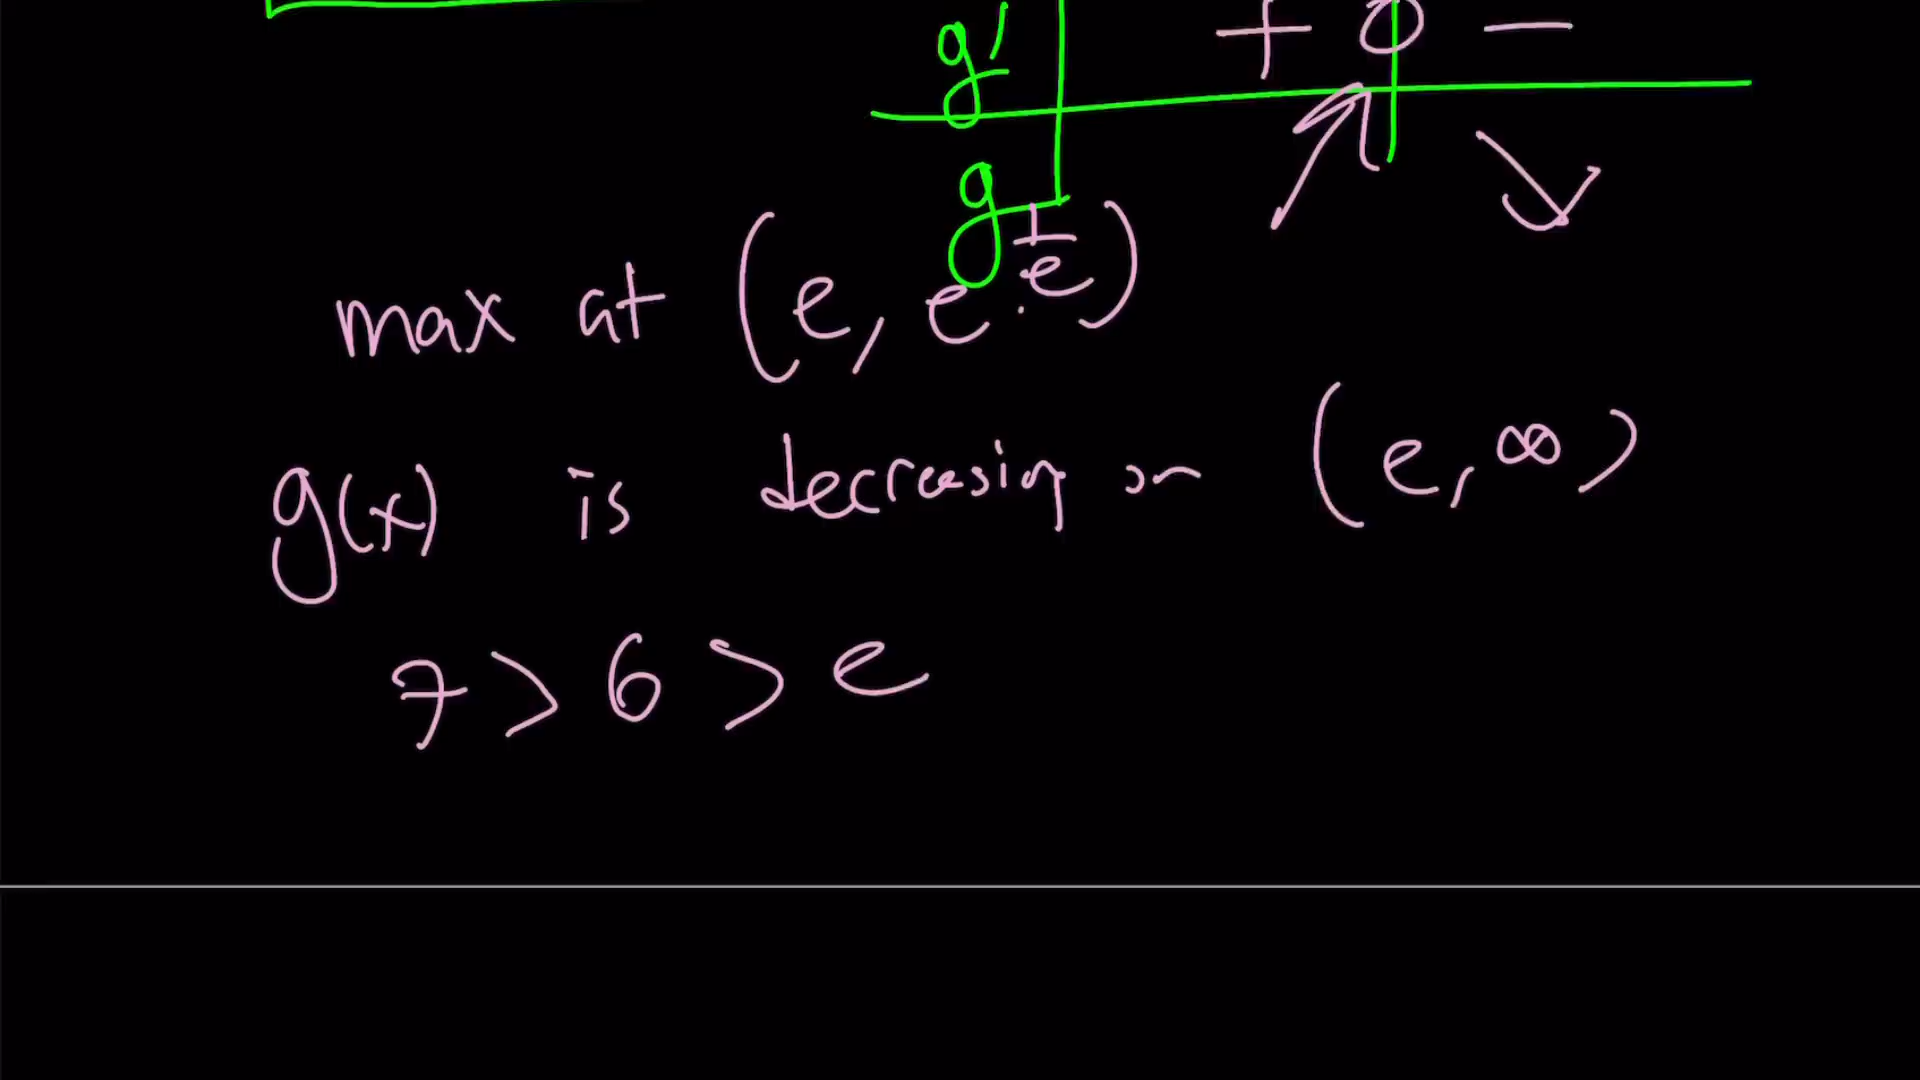 g' + 0 −
g ↗ ↘
max at (e, e^{1/e})
g(x) is decreasing on (e, ∞)
7 > 6 > e